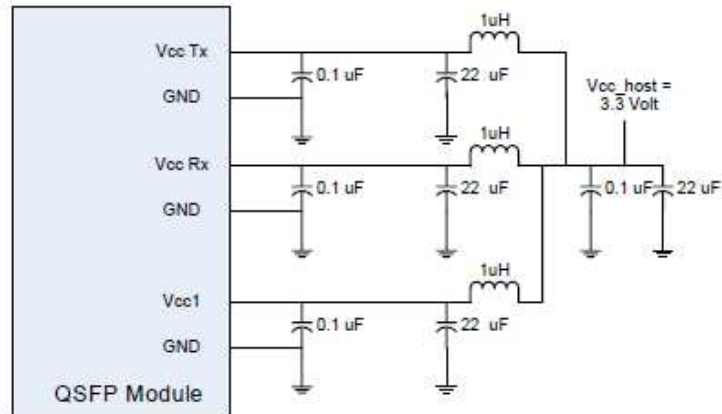 1uH
Vcc Tx
0.1 uF
22 uF
GND
Vcc_host =
3.3 Volt
1uH
Vcc Rx
0.1 uF
22 uF
0.1 uF
22 uF
GND
1uH
Vcc1
0.1 uF
22 uF
GND
QSFP Module